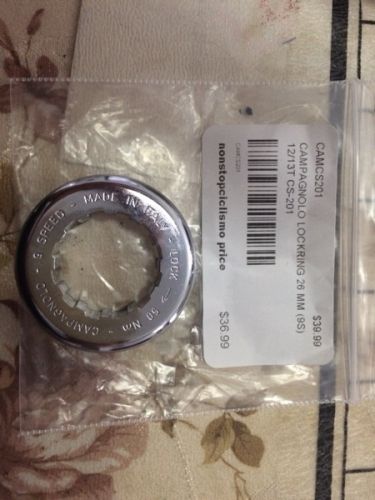 CAMCS201 $39.99
CAMPAGNOLO LOCKRING 26 MM (9S)
12/13T CS-201
CAMCS201
nonstopciclismo price $36.99
CAMPAGNOLO - 9 SPEED - MADE IN ITALY - LOCK → 50 Nm -